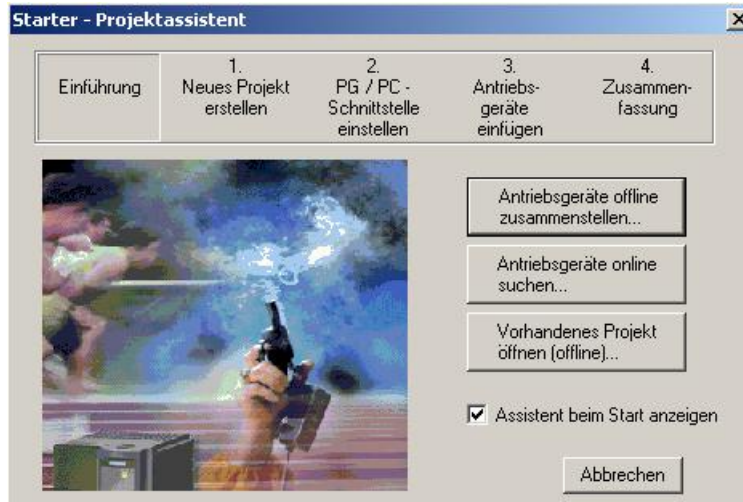 Starter - Projektassistent
Einführung
1.
Neues Projekt
erstellen
2.
PG / PC -
Schnittstelle
einstellen
3.
Antriebs-
geräte
einfügen
4.
Zusammen-
fassung
Antriebsgeräte offline
zusammenstellen...
Antriebsgeräte online
suchen...
Vorhandenes Projekt
öffnen (offline)...
Assistent beim Start anzeigen
Abbrechen